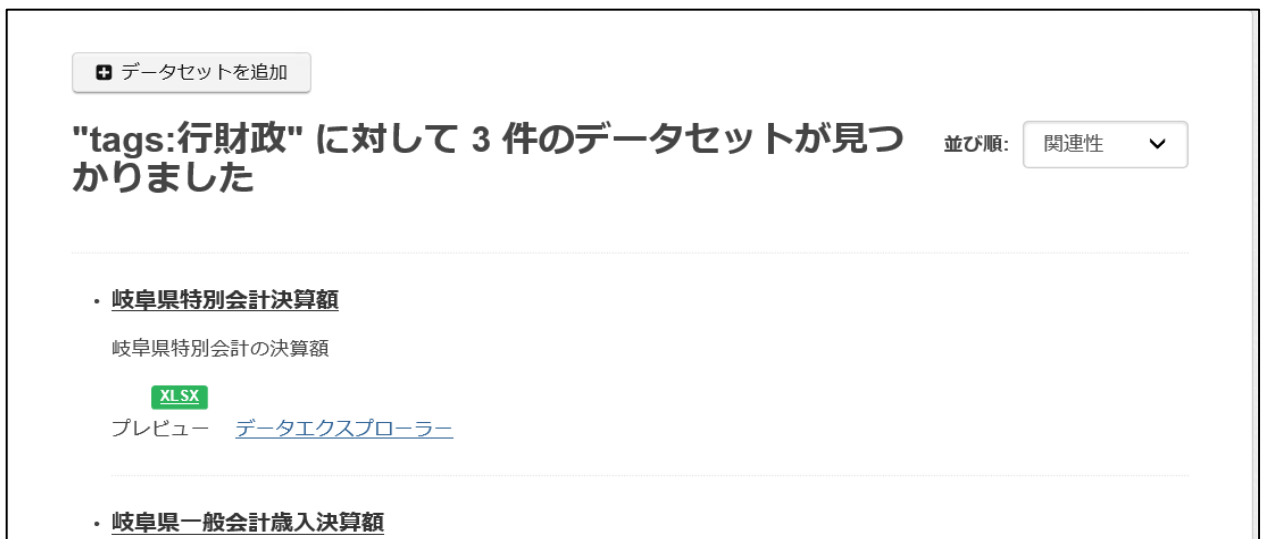 データセットを追加
"tags:行財政" に対して 3 件のデータセットが見つ
かりました
並び順: 関連性
・岐阜県特別会計決算額
岐阜県特別会計の決算額
XLSX
プレビュー データエクスプローラー
・岐阜県一般会計歳入決算額